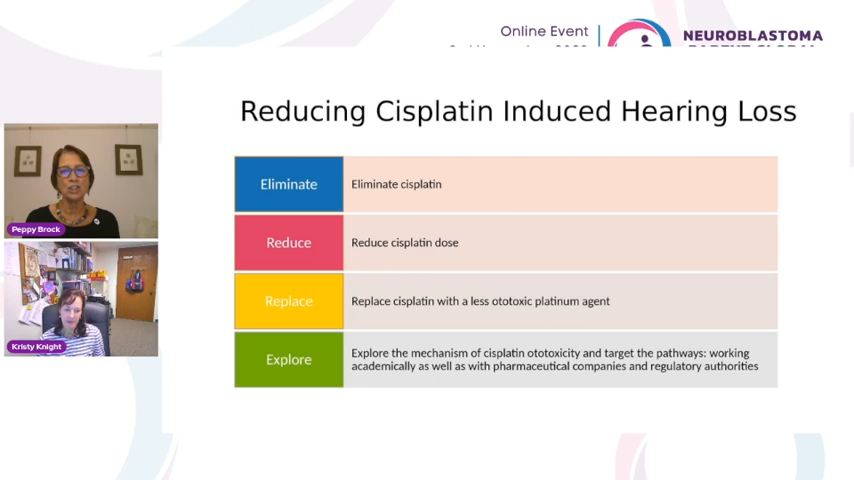 Online Event
NEUROBLASTOMA
Reducing Cisplatin Induced Hearing Loss
Eliminate
Eliminate cisplatin
Reduce
Reduce cisplatin dose
Replace
Replace cisplatin with a less ototoxic platinum agent
Explore
Explore the mechanism of cisplatin ototoxicity and target the pathways: working
academically as well as with pharmaceutical companies and regulatory authorities
Peppy Brock
Kristy Knight